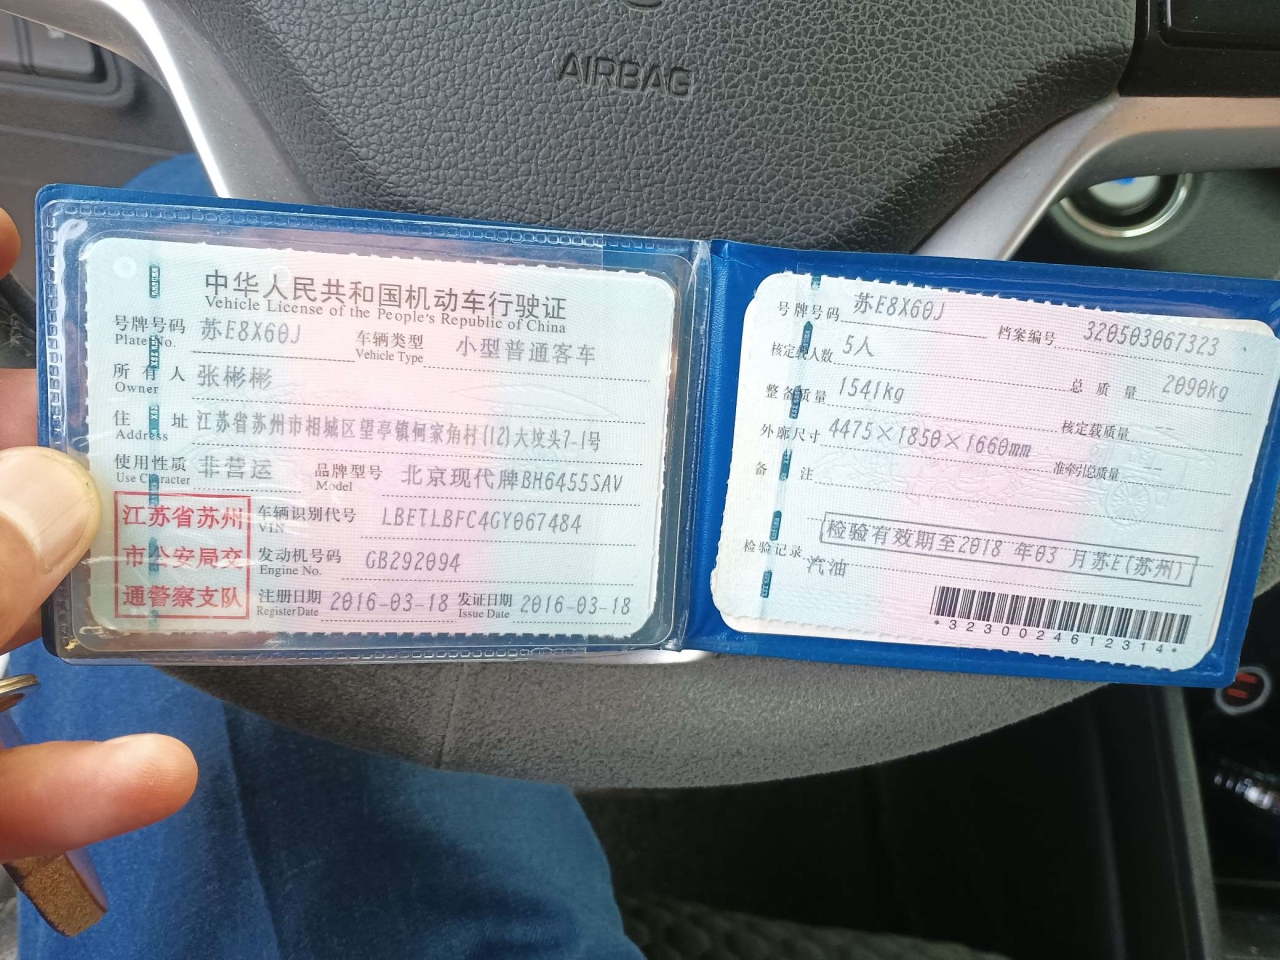 AIRBAG
中华人民共和国机动车行驶证
Vehicle License of the People's Republic of China
号牌号码 苏E8X60J 车辆类型 小型普通客车
Plate No. Vehicle Type
所有人 张彬彬
Owner
住址 江苏省苏州市相城区望亭镇何家角村(12)大坟头7-1号
Address
使用性质 非营运 品牌型号 北京现代牌BH6455SAV
Use Character Model
江苏省苏州
市公安局交
通警察支队
车辆识别代号 LBETLBFC4GY067484
VIN
发动机号码 GB292094
Engine No.
注册日期 2016-03-18 发证日期 2016-03-18
Register Date Issue Date
号牌号码 苏E8X60J 档案编号 320503067323
核定载人数 5人 总质量 2090kg
整备质量 1541kg 核定载质量 --
外廓尺寸 4475×1850×1660mm 准牵引总质量 --
备注
检验有效期至2018 年03 月苏E(苏州)
检验记录
汽油
*3230024612314*